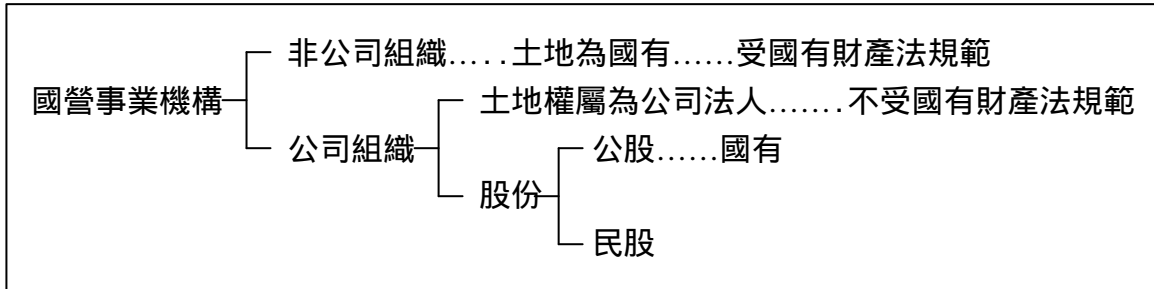 非公司組織.....土地為國有......受國有財產法規範
國營事業機構
土地權屬為公司法人.......不受國有財產法規範
公司組織
公股......國有
股份
民股